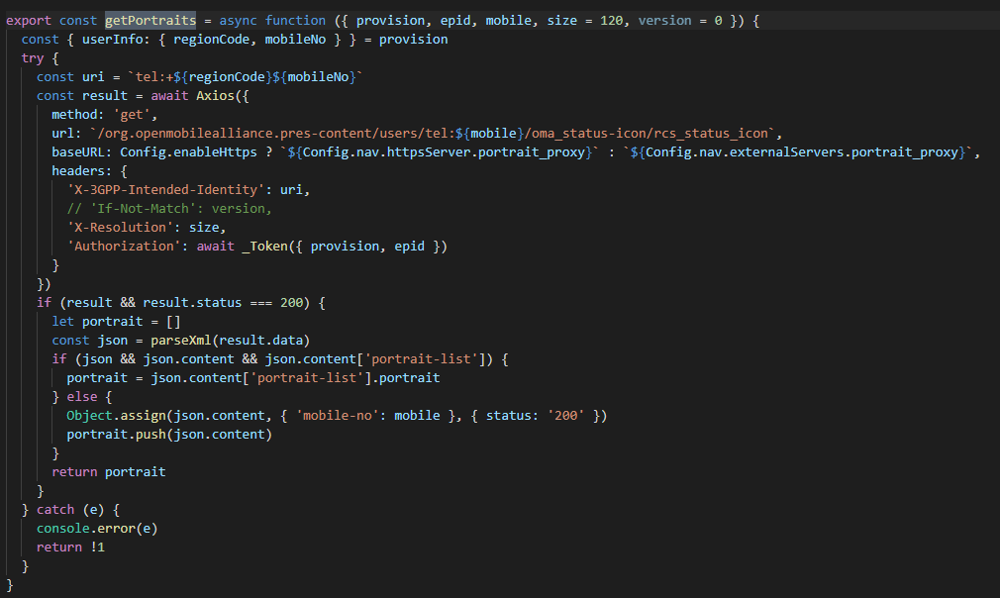 export const getPortraits = async function ({ provision, epid, mobile, size = 120, version = 0 }) {
  const { userInfo: { regionCode, mobileNo } } = provision
  try {
    const uri = `tel:+${regionCode}${mobileNo}`
    const result = await Axios({
      method: 'get',
      url: `/org.openmobilealliance.pres-content/users/tel:${mobile}/oma_status-icon/rcs_status_icon`,
      baseURL: Config.enableHttps ? `${Config.nav.httpsServer.portrait_proxy}` : `${Config.nav.externalServers.portrait_proxy}`,
      headers: {
        'X-3GPP-Intended-Identity': uri,
        // 'If-Not-Match': version,
        'X-Resolution': size,
        'Authorization': await _Token({ provision, epid })
      }
    })
    if (result && result.status === 200) {
      let portrait = []
      const json = parseXml(result.data)
      if (json && json.content && json.content['portrait-list']) {
        portrait = json.content['portrait-list'].portrait
      } else {
        Object.assign(json.content, { 'mobile-no': mobile }, { status: '200' })
        portrait.push(json.content)
      }
      return portrait
    }
  } catch (e) {
    console.error(e)
    return !1
  }
}